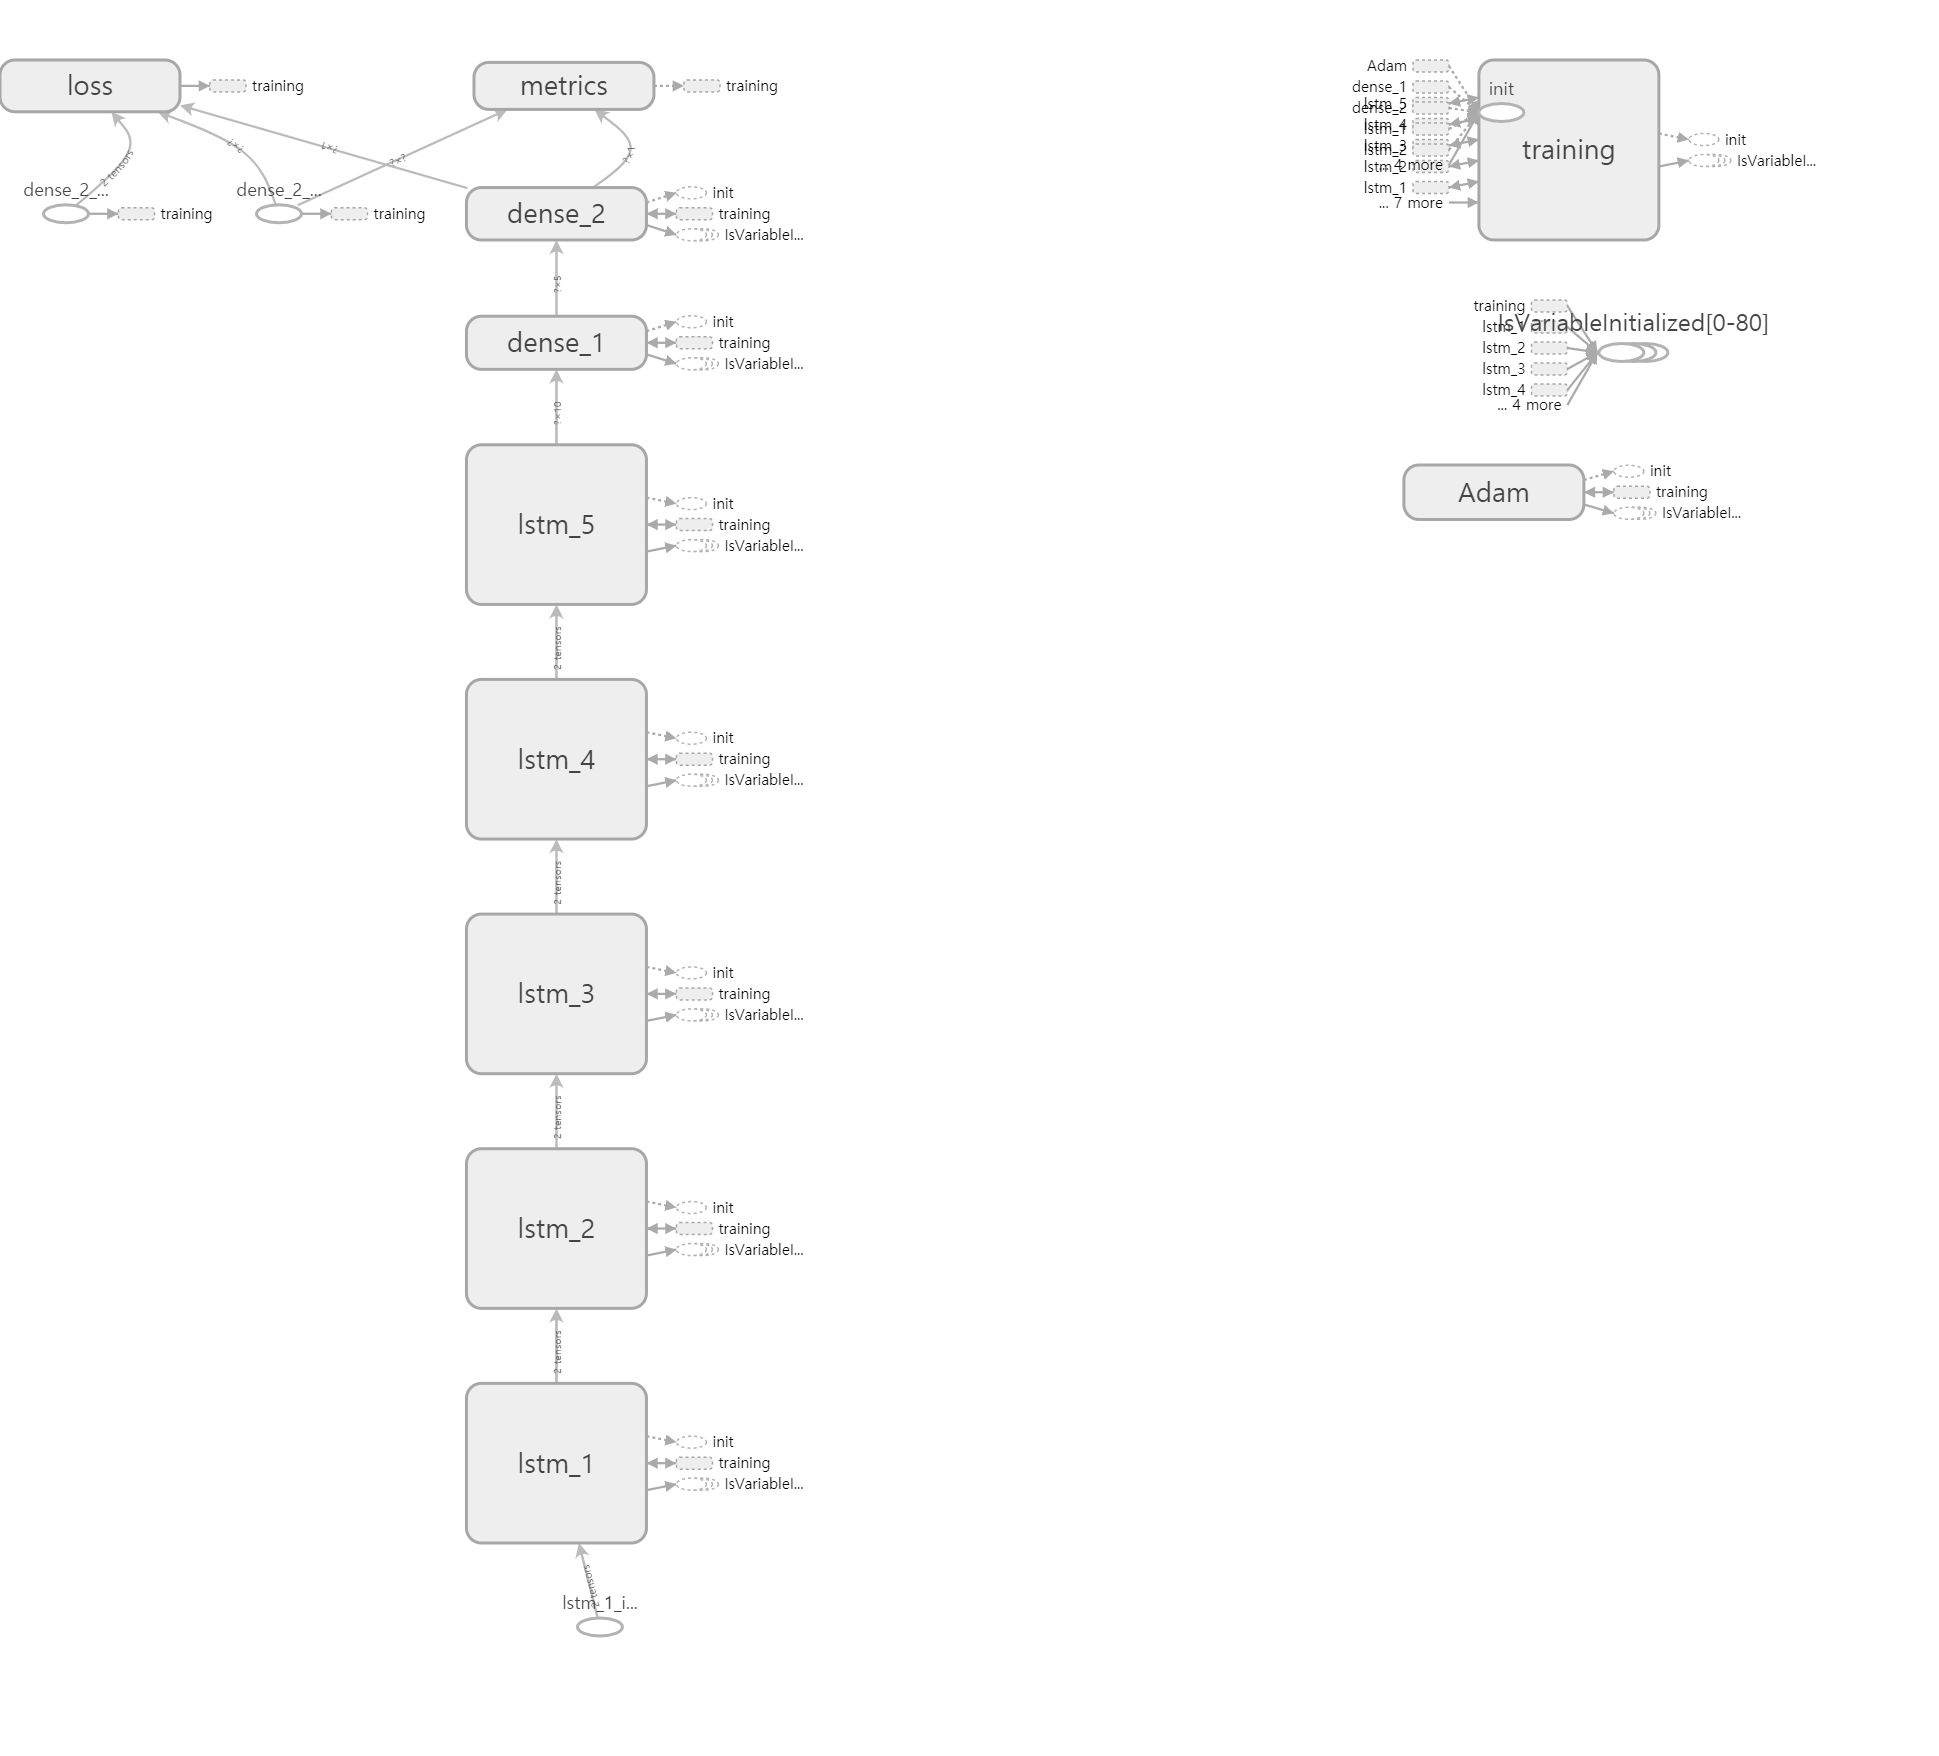 loss
training
metrics
training
dense_2_...
training
dense_2_...
training
2 tensors
?×?
?×1
?×?
?×1
dense_2
init
training
IsVariableI...
?×5
dense_1
init
training
IsVariableI...
?×10
lstm_5
init
training
IsVariableI...
2 tensors
lstm_4
init
training
IsVariableI...
2 tensors
lstm_3
init
training
IsVariableI...
2 tensors
lstm_2
init
training
IsVariableI...
2 tensors
lstm_1
init
training
IsVariableI...
2 tensors
lstm_1_i...
Adam
dense_1
dense_2
lstm_1
lstm_2
... 4 more
lstm_5
lstm_4
lstm_3
lstm_2
lstm_1
... 7 more
init
training
init
IsVariableI...
IsVariableInitialized[0-80]
training
lstm_1
lstm_2
lstm_3
lstm_4
... 4 more
Adam
init
training
IsVariableI...